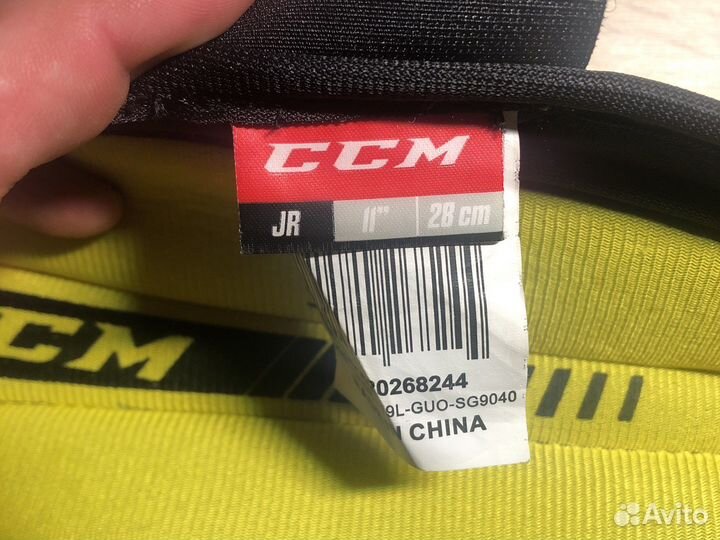 CCM
JR 11" 28 cm
0268244
9L-GUO-SG9040
CHINA
CCM
Avito